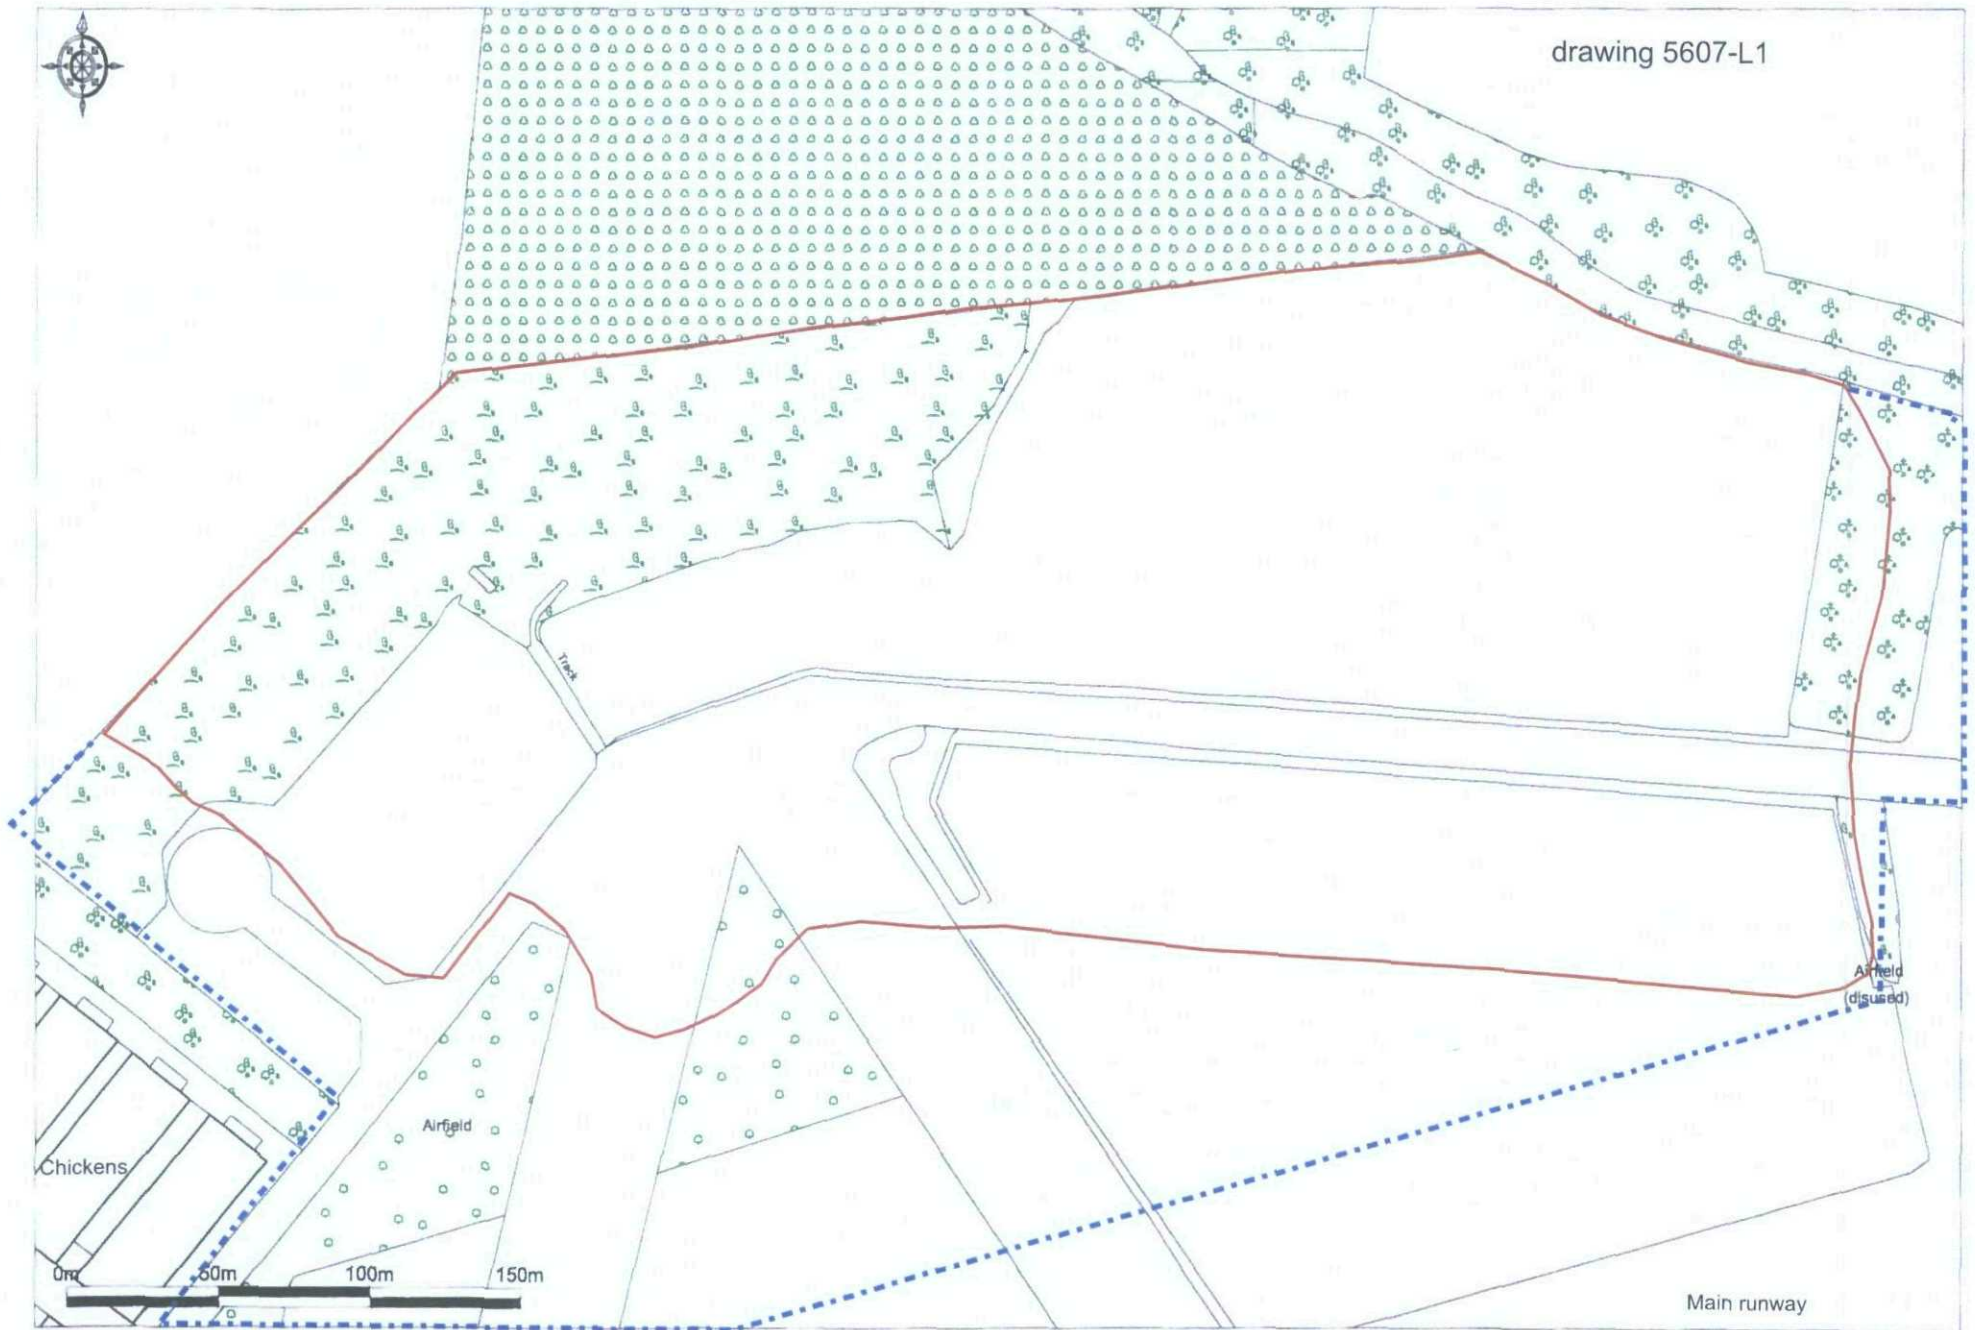 drawing 5607-L1
Track
Airfield
(disused)
Airfield
Chickens
0m 50m 100m 150m
Main runway